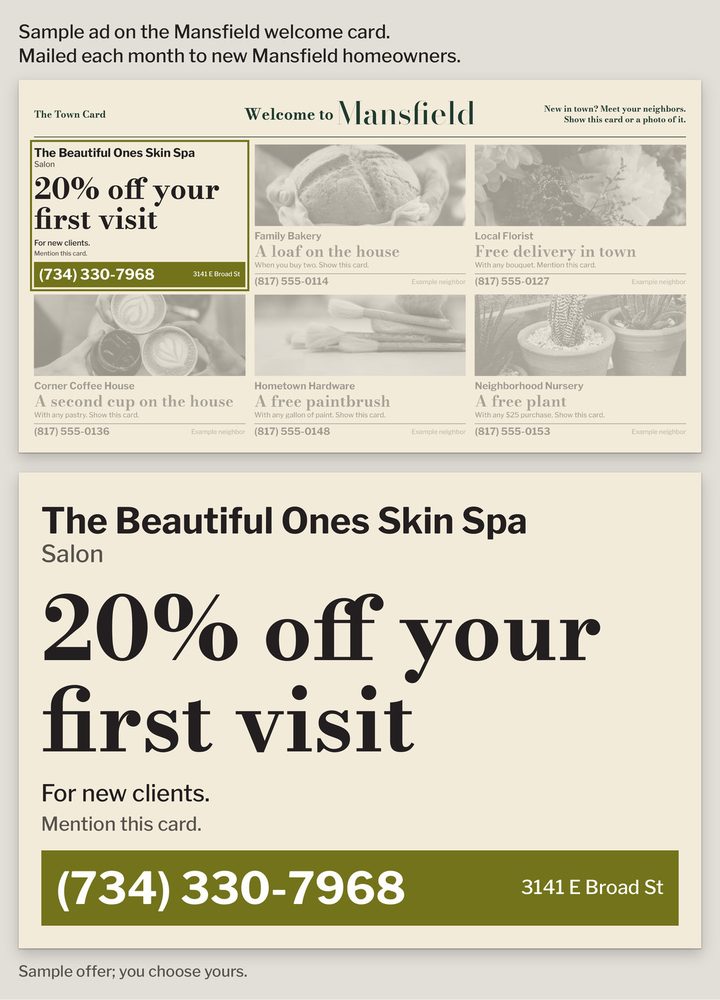 Sample ad on the Mansfield welcome card.
Mailed each month to new Mansfield homeowners.
The Town Card
Welcome to Mansfield
New in town? Meet your neighbors.
Show this card or a photo of it.
The Beautiful Ones Skin Spa
Salon
20% off your
first visit
For new clients.
Mention this card.
(734) 330-7968
3141 E Broad St
Family Bakery
A loaf on the house
When you buy two. Show this card.
(817) 555-0114
Example neighbor
Local Florist
Free delivery in town
With any bouquet. Mention this card.
(817) 555-0127
Example neighbor
Corner Coffee House
A second cup on the house
With any pastry. Show this card.
(817) 555-0136
Example neighbor
Hometown Hardware
A free paintbrush
With any gallon of paint. Show this card.
(817) 555-0148
Example neighbor
Neighborhood Nursery
A free plant
With any $25 purchase. Show this card.
(817) 555-0153
Example neighbor
The Beautiful Ones Skin Spa
Salon
20% off your
first visit
For new clients.
Mention this card.
(734) 330-7968
3141 E Broad St
Sample offer; you choose yours.